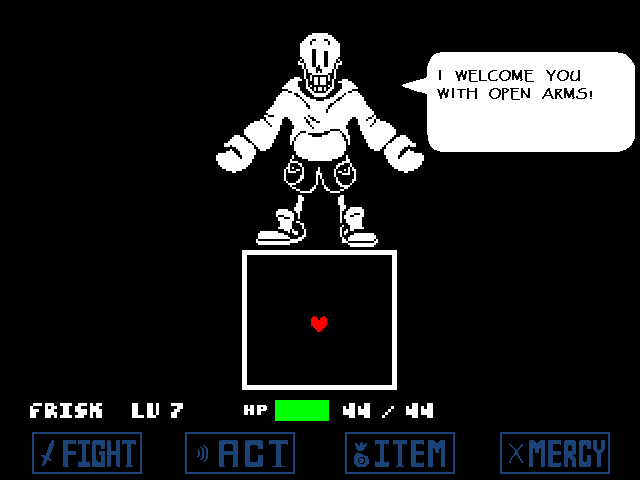 I WELCOME YOU
WITH OPEN ARMS!
FRISK LV 7 HP 44 / 44
FIGHT ACT ITEM MERCY